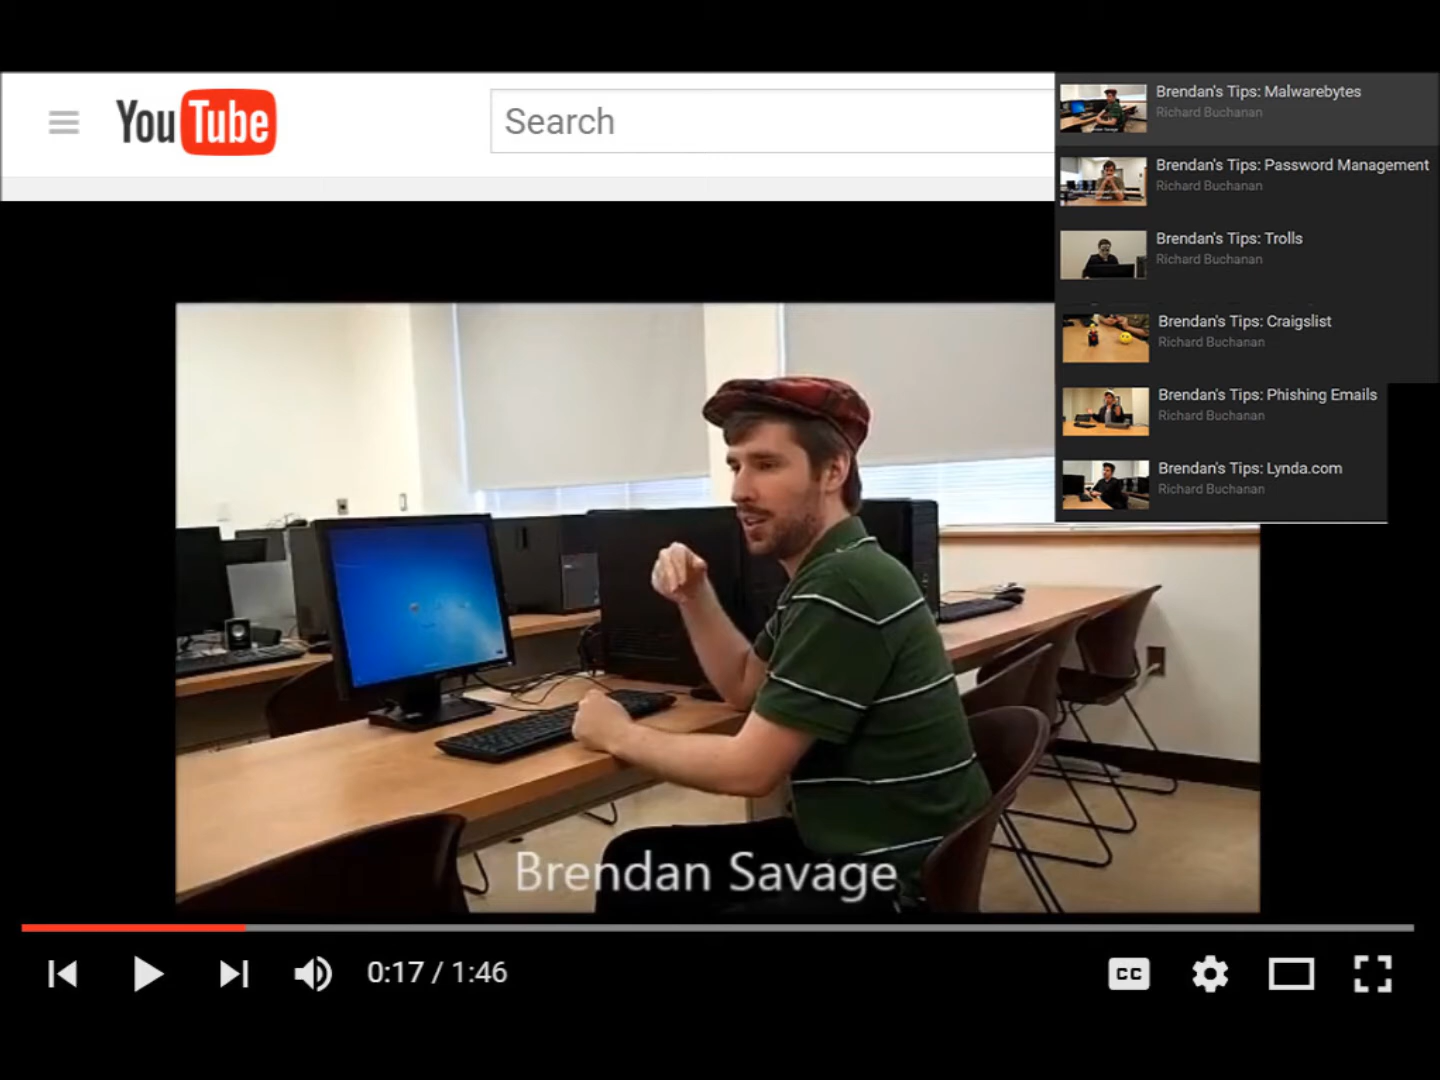 YouTube
Search
Brendan's Tips: Malwarebytes
Richard Buchanan
Brendan's Tips: Password Management
Richard Buchanan
Brendan's Tips: Trolls
Richard Buchanan
Brendan's Tips: Craigslist
Richard Buchanan
Brendan's Tips: Phishing Emails
Richard Buchanan
Brendan's Tips: Lynda.com
Richard Buchanan
Brendan Savage
0:17 / 1:46
CC